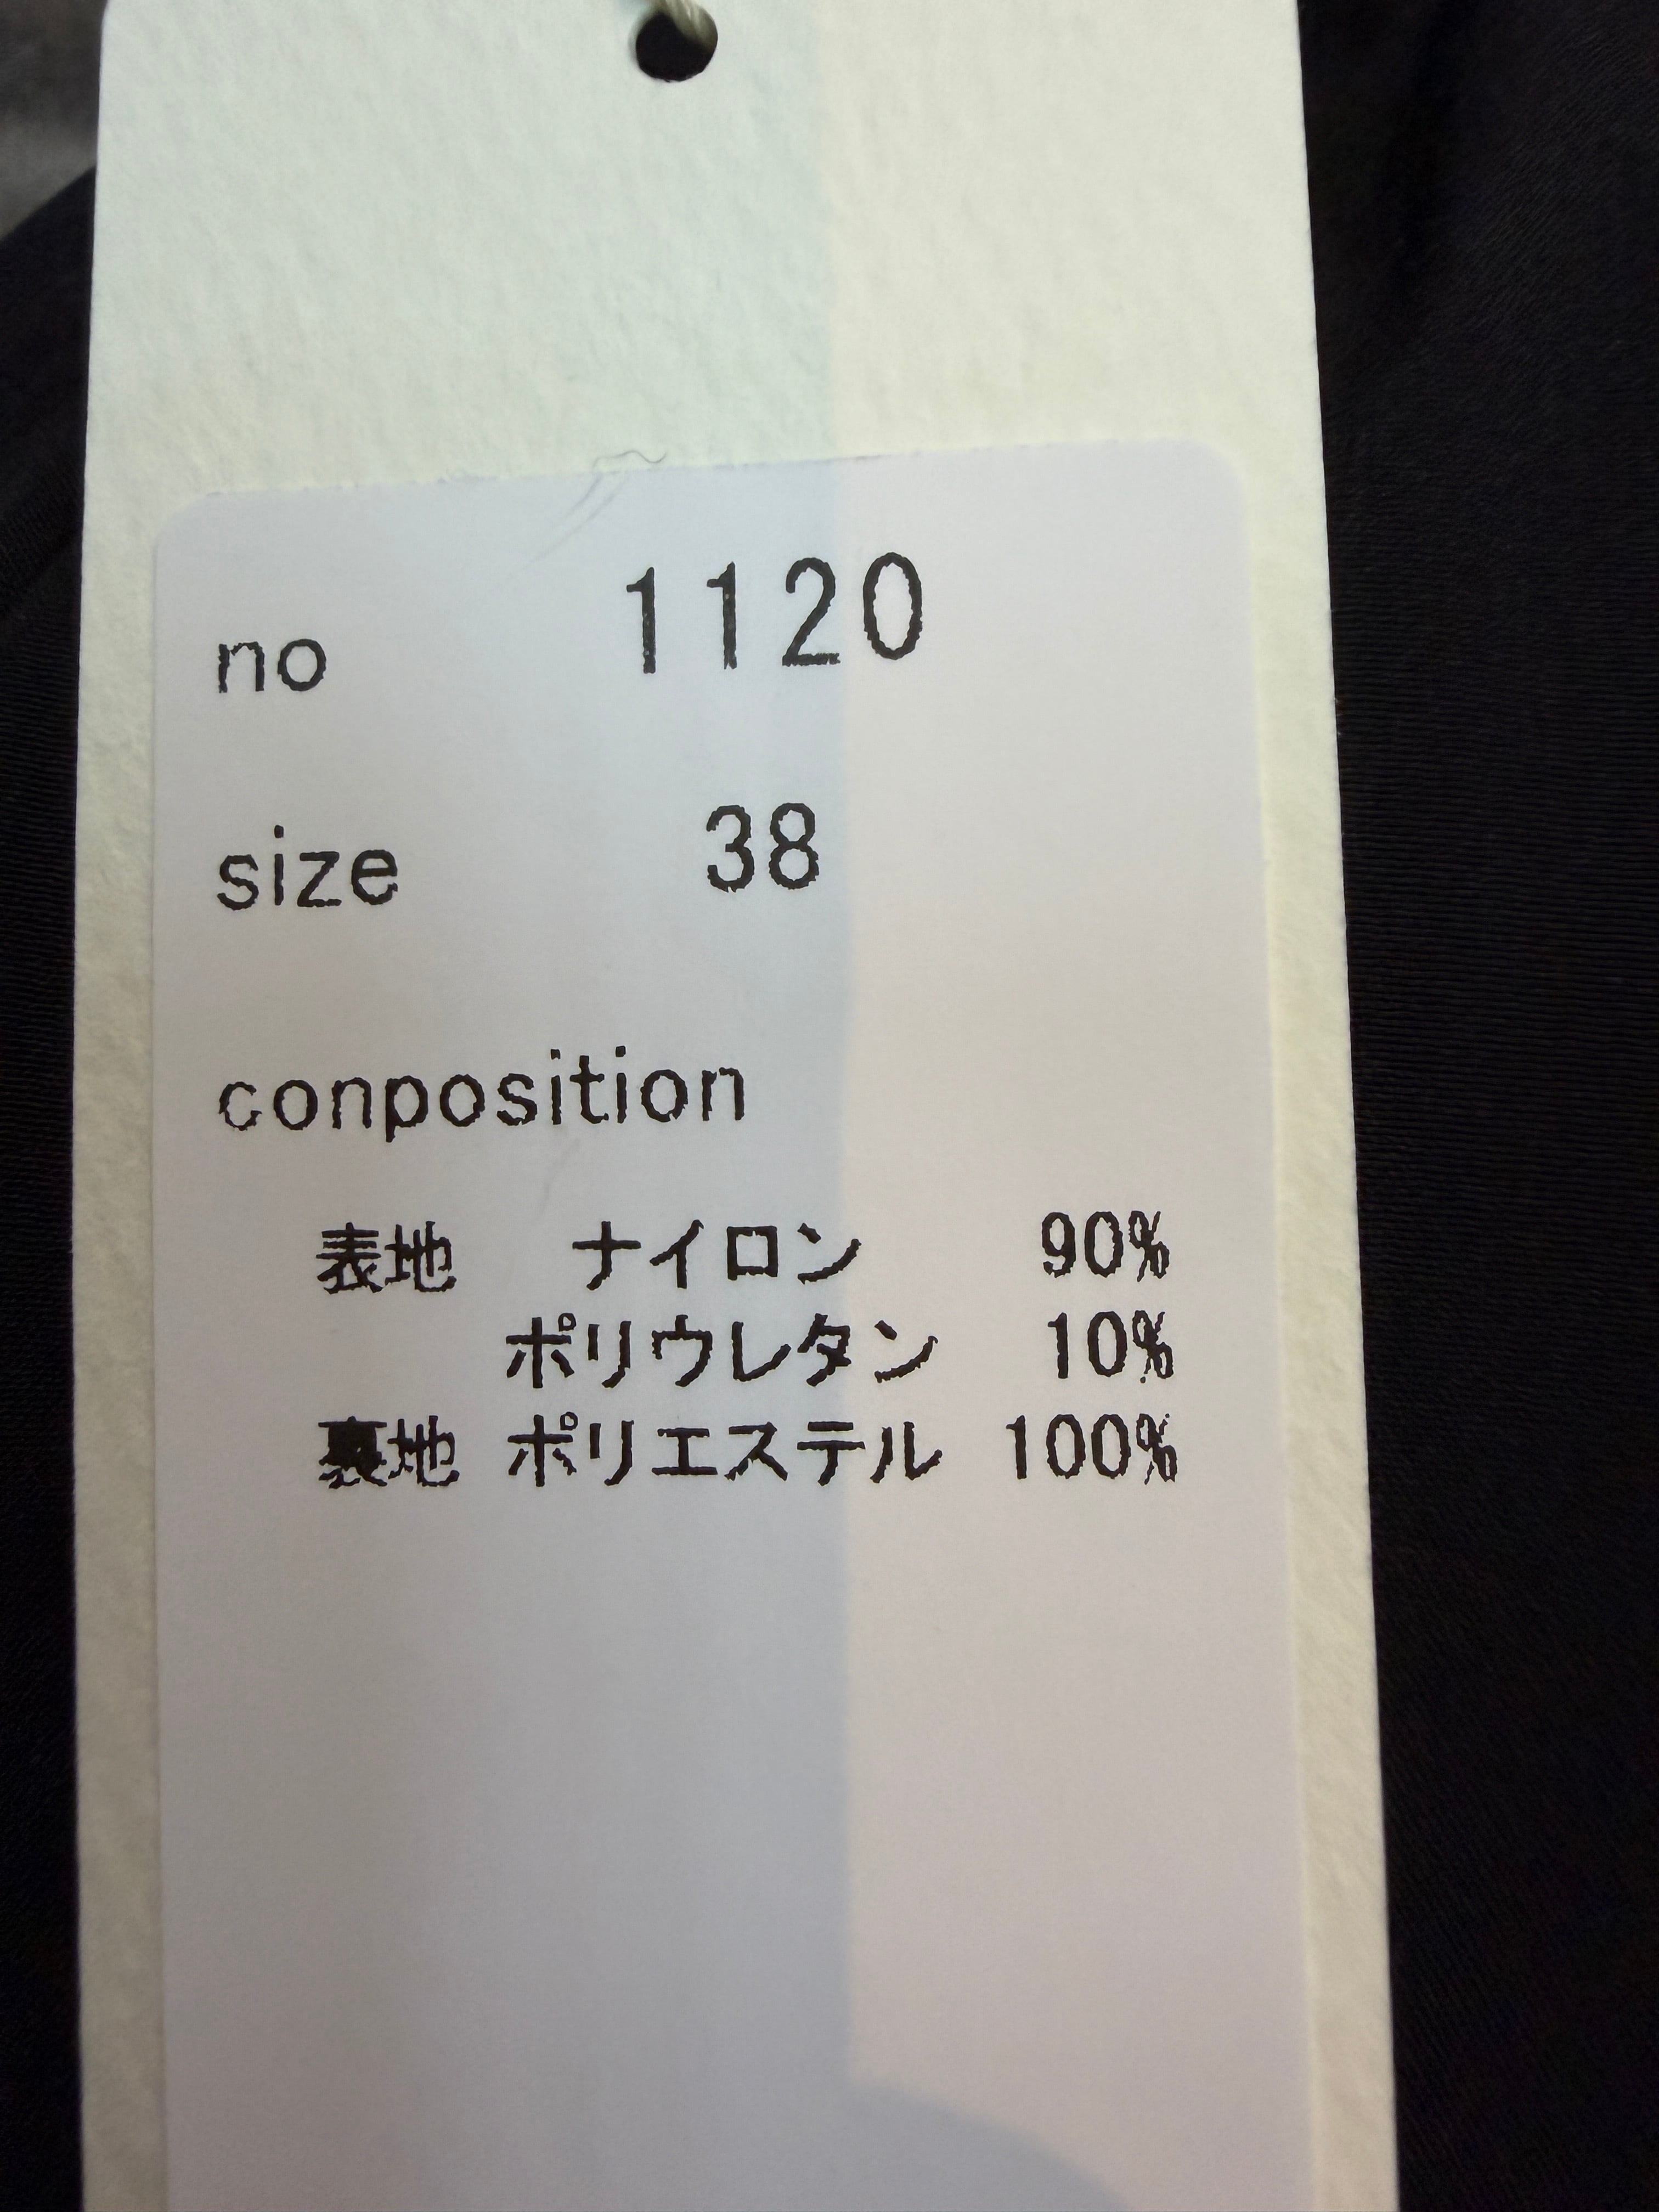 no 1120
size 38
conposition
表地 ナイロン 90%
ポリウレタン 10%
裏地 ポリエステル 100%